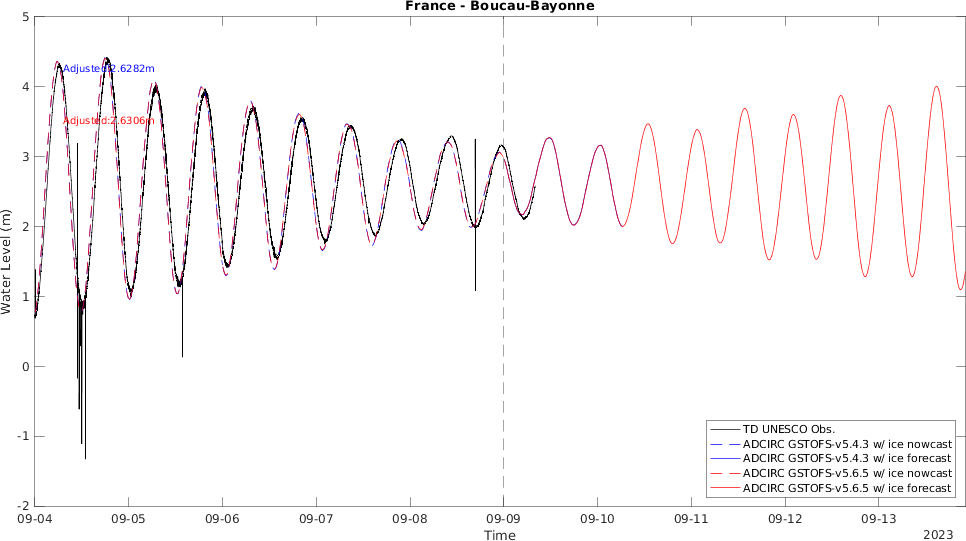 France - Boucau-Bayonne
5
4
3
2
1
0
-1
-2
Water Level (m)
Adjusted:2.6282m
Adjusted:2.6306m
TD UNESCO Obs.
ADCIRC GSTOFS-v5.4.3 w/ ice nowcast
ADCIRC GSTOFS-v5.4.3 w/ ice forecast
ADCIRC GSTOFS-v5.6.5 w/ ice nowcast
ADCIRC GSTOFS-v5.6.5 w/ ice forecast
09-04 09-05 09-06 09-07 09-08 09-09 09-10 09-11 09-12 09-13
Time
2023